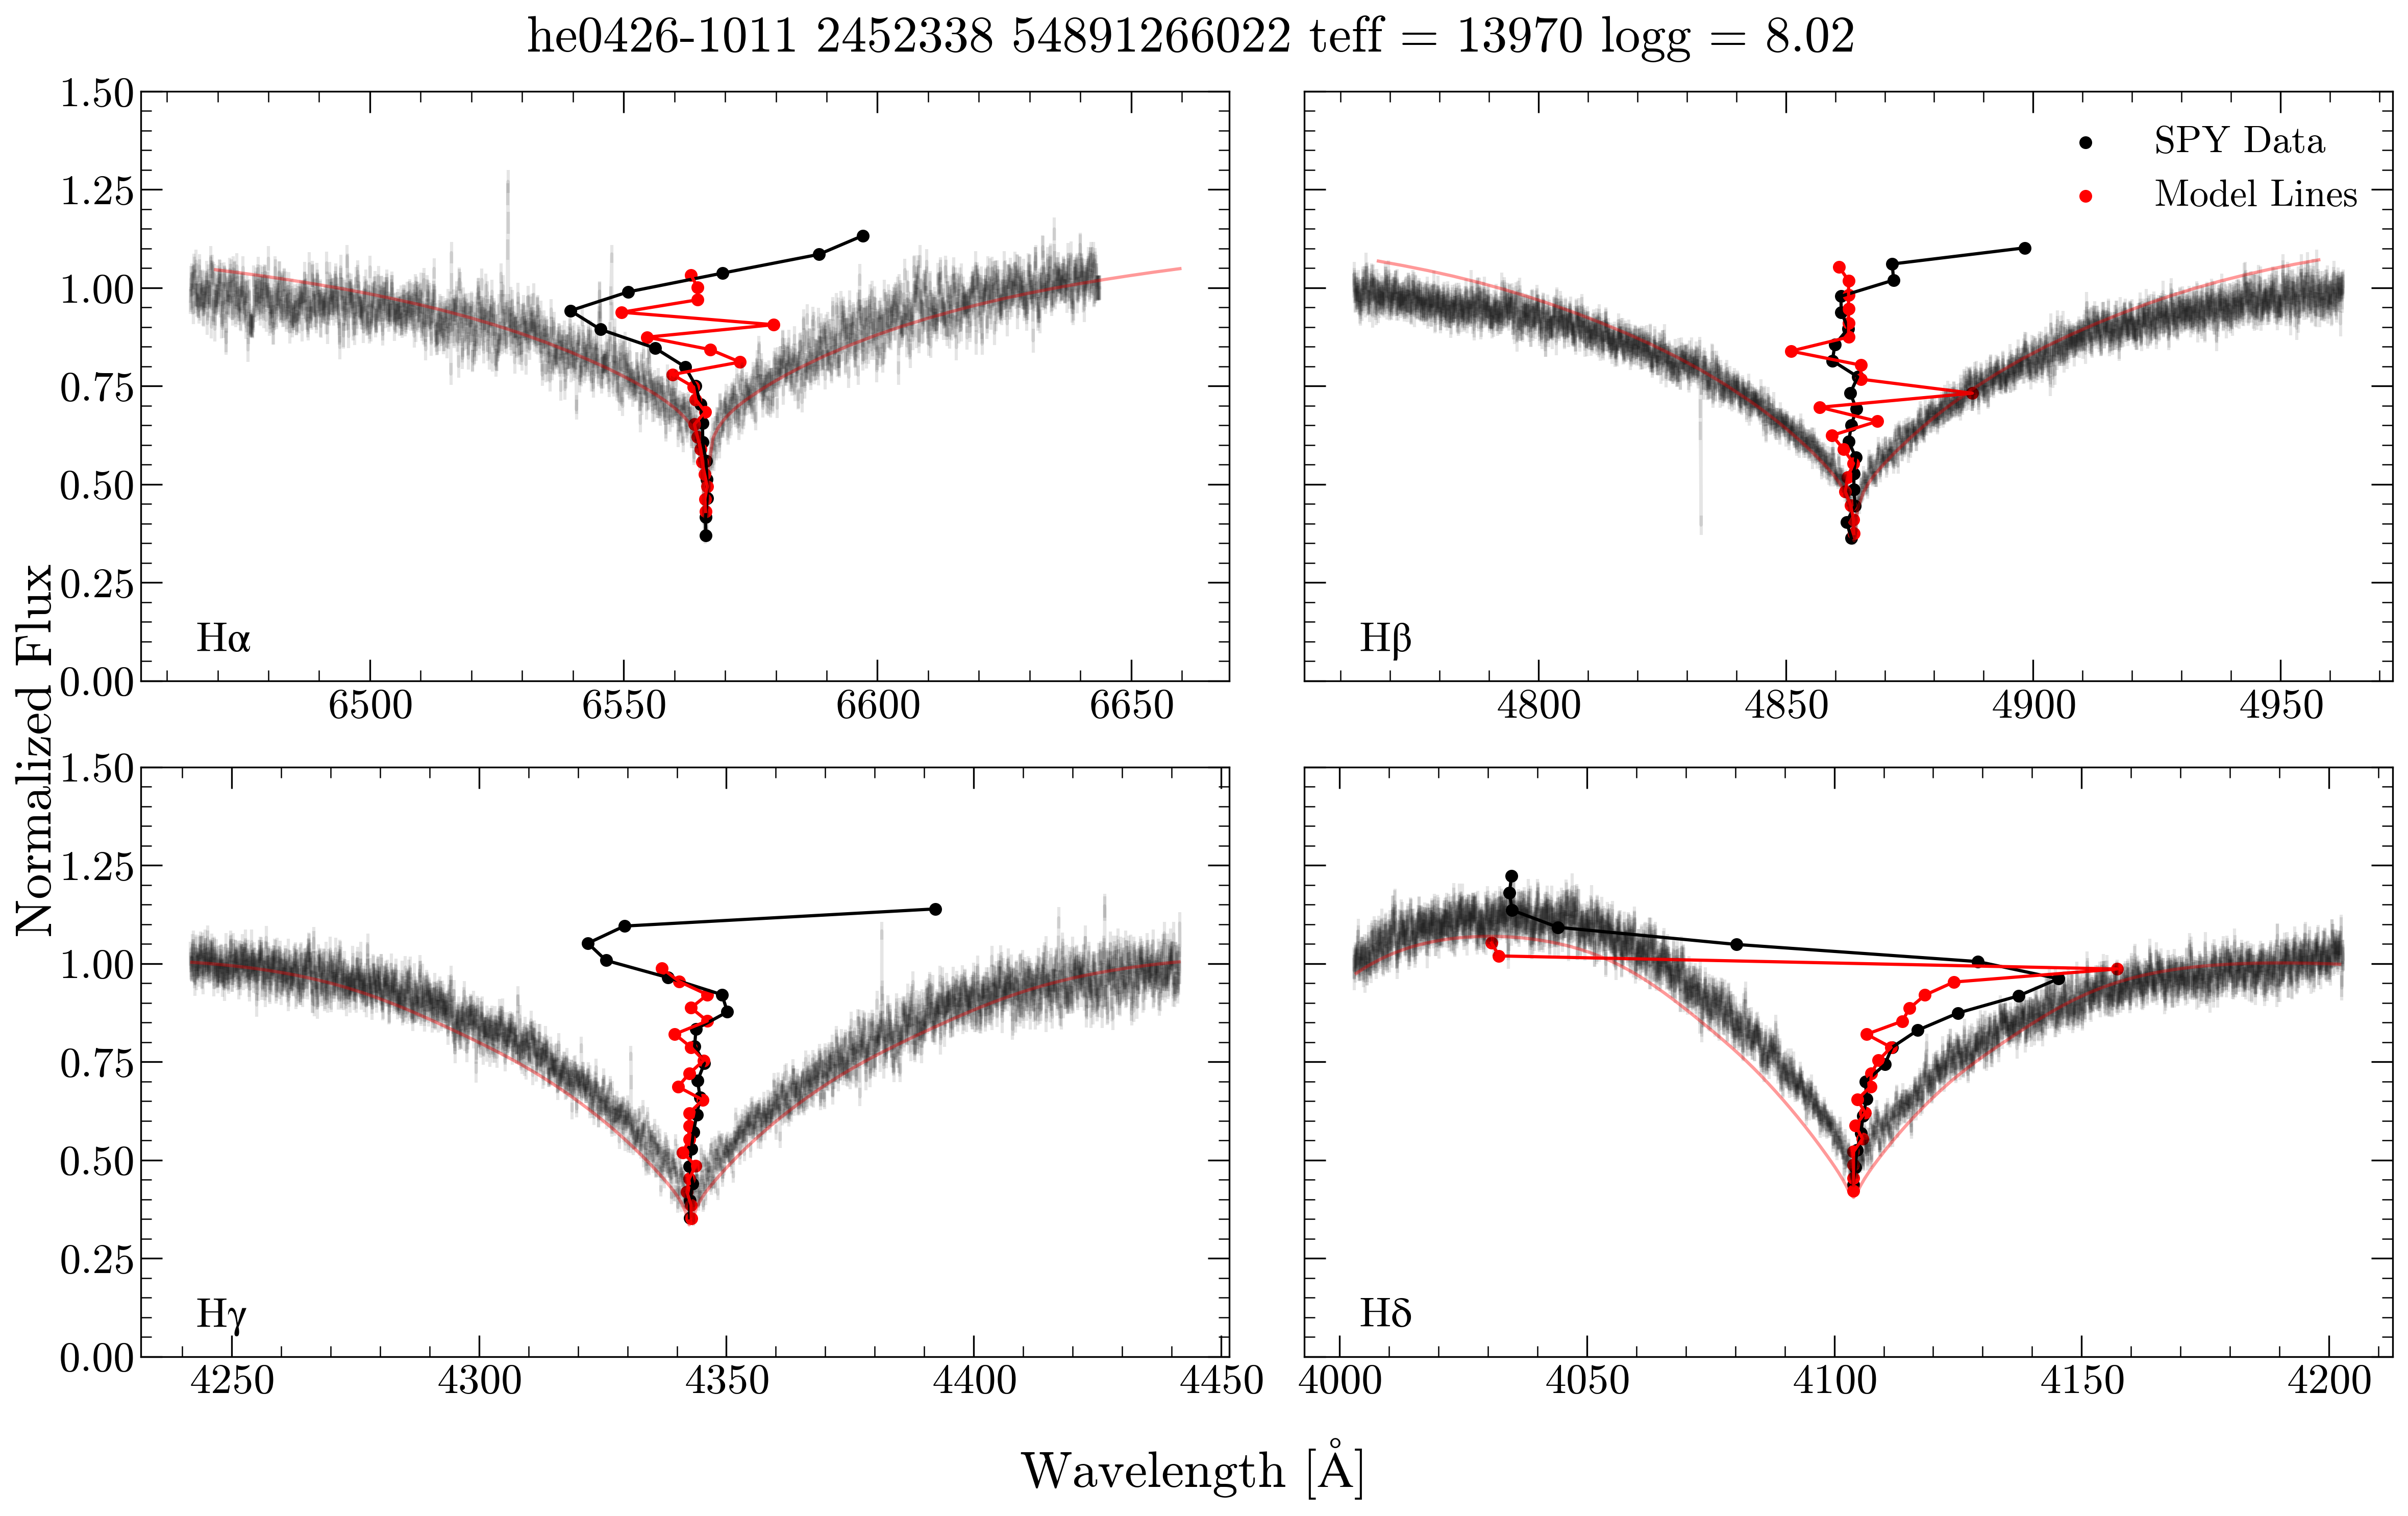 he0426-1011 2452338 54891266022 teff = 13970 logg = 8.02
Normalized Flux
1.50
1.25
1.00
0.75
0.50
0.25
0.00
6500 6550 6600 6650
Hα
SPY Data
Model Lines
4800 4850 4900 4950
Hβ
1.50
1.25
1.00
0.75
0.50
0.25
0.00
4250 4300 4350 4400 4450
Hγ
4000 4050 4100 4150 4200
Hδ
Wavelength [Å]